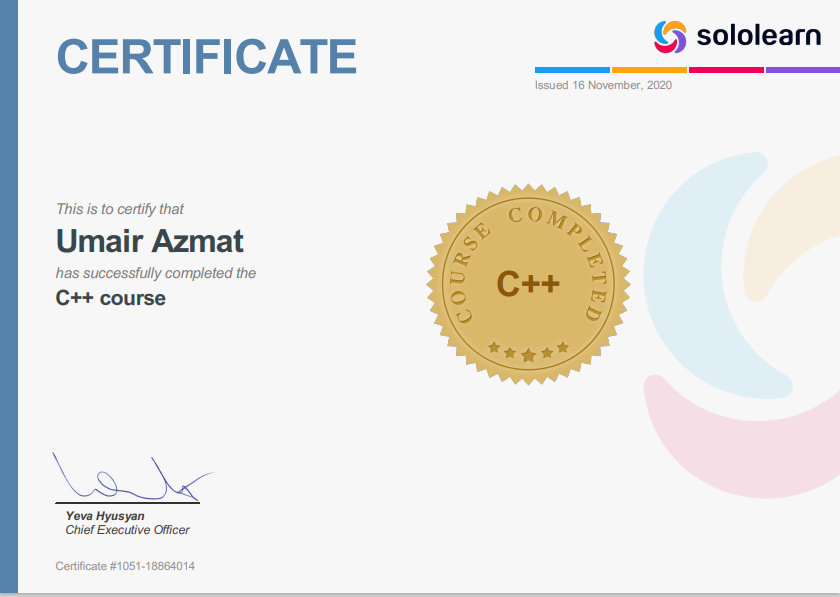 CERTIFICATE
sololearn
Issued 16 November, 2020
This is to certify that
Umair Azmat
has successfully completed the
C++ course
COURSE COMPLETED
C++
Yeva Hyusyan
Chief Executive Officer
Certificate #1051-18864014